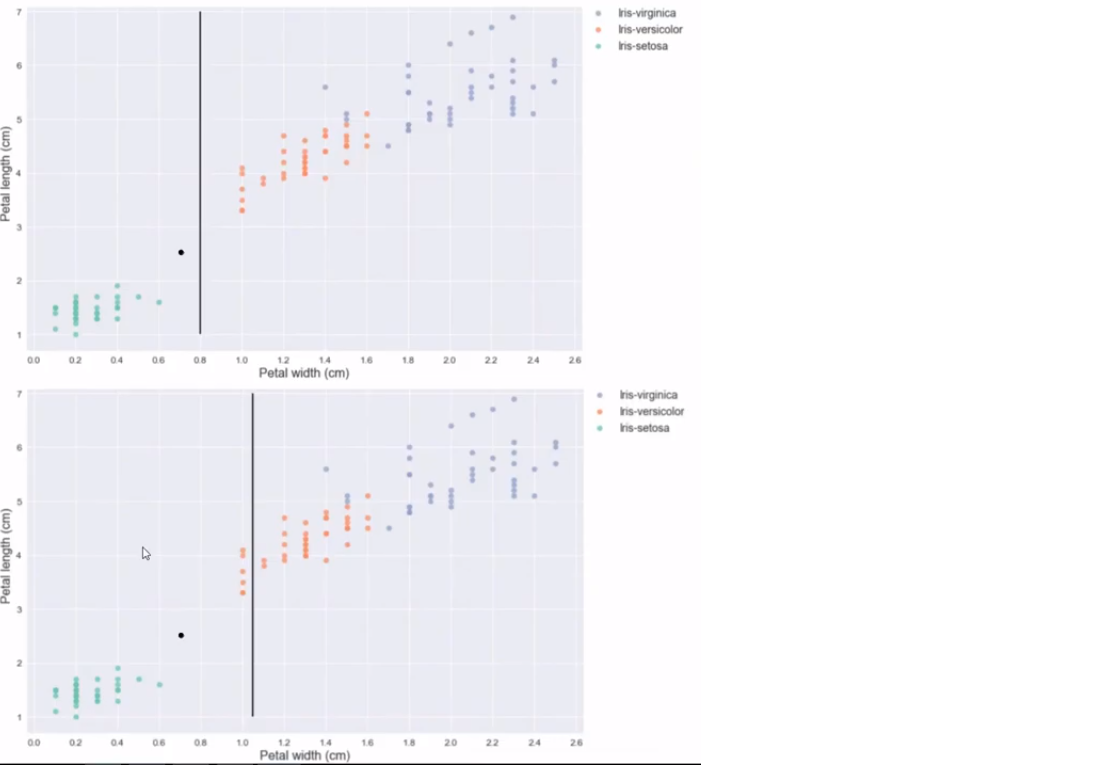 7
Iris-virginica
Iris-versicolor
Iris-setosa
6
5
4
3
2
1
Petal length (cm)
0.0 0.2 0.4 0.6 0.8 1.0 1.2 1.4 1.6 1.8 2.0 2.2 2.4 2.6
Petal width (cm)
7
Iris-virginica
Iris-versicolor
Iris-setosa
6
5
4
3
2
1
Petal length (cm)
0.0 0.2 0.4 0.6 0.8 1.0 1.2 1.4 1.6 1.8 2.0 2.2 2.4 2.6
Petal width (cm)